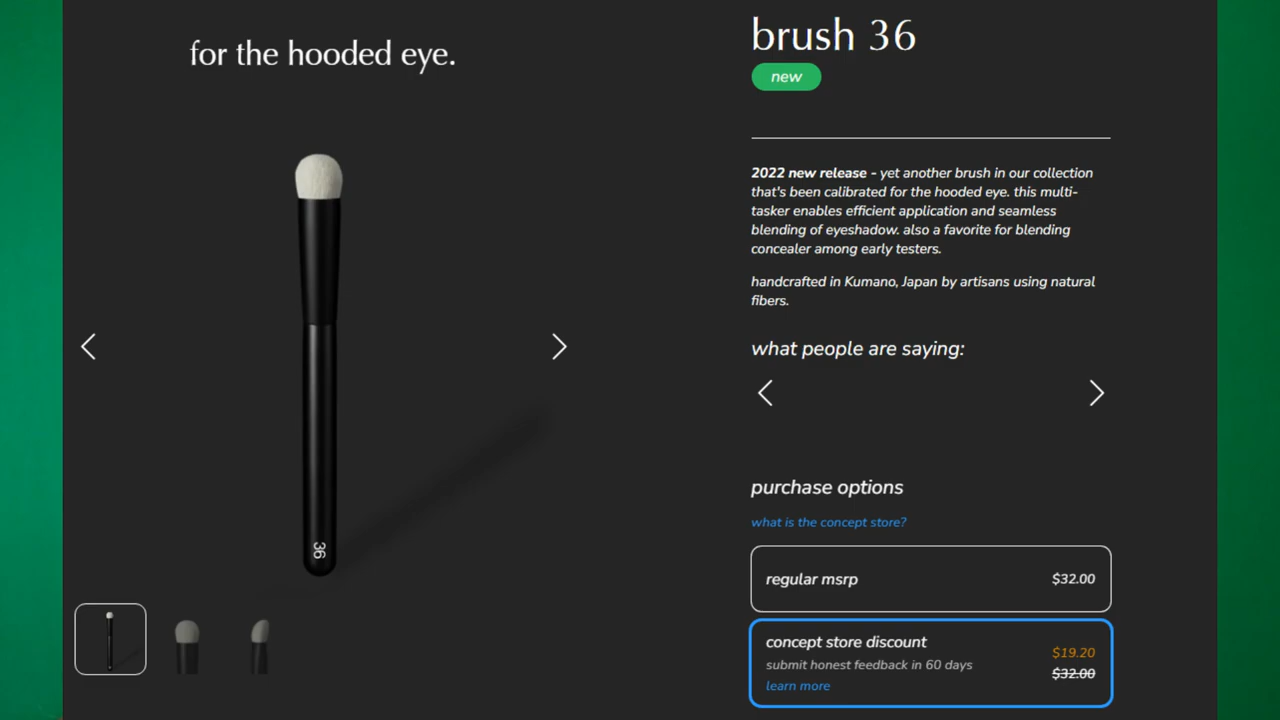 for the hooded eye.
36
brush 36
new
2022 new release - yet another brush in our collection
that's been calibrated for the hooded eye. this multi-
tasker enables efficient application and seamless
blending of eyeshadow. also a favorite for blending
concealer among early testers.
handcrafted in Kumano, Japan by artisans using natural
fibers.
what people are saying:
purchase options
what is the concept store?
regular msrp $32.00
concept store discount
$19.20
submit honest feedback in 60 days
$32.00
learn more